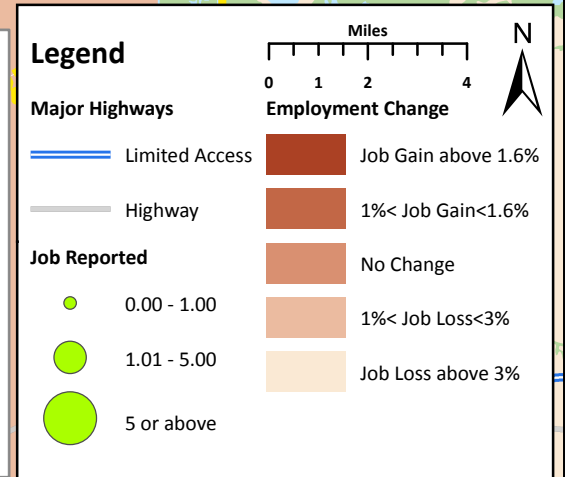 Legend
Miles
0 1 2 4
N
Major Highways
Limited Access
Highway
Job Reported
0.00 - 1.00
1.01 - 5.00
5 or above
Employment Change
Job Gain above 1.6%
1%< Job Gain<1.6%
No Change
1%< Job Loss<3%
Job Loss above 3%